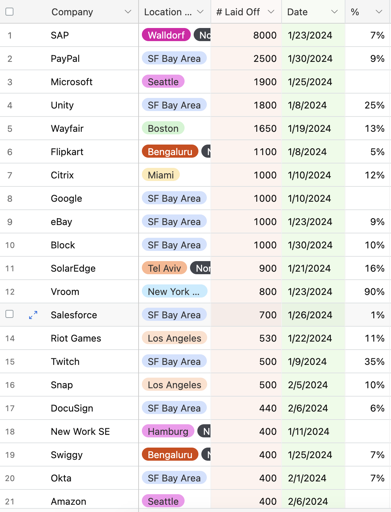 Company Location ... # Laid Off Date %
1 SAP Walldorf No 8000 1/23/2024 7%
2 PayPal SF Bay Area 2500 1/30/2024 9%
3 Microsoft Seattle 1900 1/25/2024
4 Unity SF Bay Area 1800 1/8/2024 25%
5 Wayfair Boston 1650 1/19/2024 13%
6 Flipkart Bengaluru N 1100 1/8/2024 5%
7 Citrix Miami 1000 1/10/2024 12%
8 Google SF Bay Area 1000 1/10/2024
9 eBay SF Bay Area 1000 1/23/2024 9%
10 Block SF Bay Area 1000 1/30/2024 10%
11 SolarEdge Tel Aviv Non 900 1/21/2024 16%
12 Vroom New York ... 800 1/23/2024 90%
Salesforce SF Bay Area 700 1/26/2024 1%
14 Riot Games Los Angeles 530 1/22/2024 11%
15 Twitch SF Bay Area 500 1/9/2024 35%
16 Snap Los Angeles 500 2/5/2024 10%
17 DocuSign SF Bay Area 440 2/6/2024 6%
18 New Work SE Hamburg N 400 1/11/2024
19 Swiggy Bengaluru N 400 1/25/2024 7%
20 Okta SF Bay Area 400 2/1/2024 7%
21 Amazon Seattle 400 2/6/2024